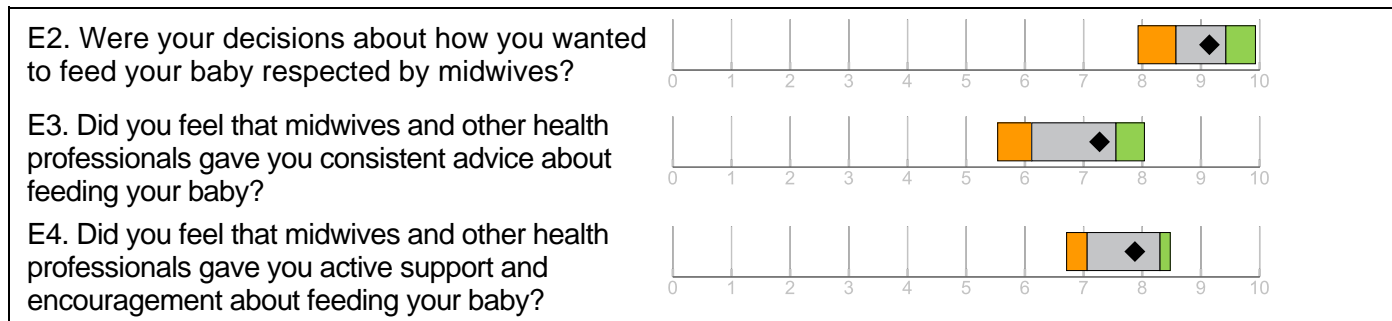 E2. Were your decisions about how you wanted
to feed your baby respected by midwives?
0 1 2 3 4 5 6 7 8 9 10
E3. Did you feel that midwives and other health
professionals gave you consistent advice about
feeding your baby?
0 1 2 3 4 5 6 7 8 9 10
E4. Did you feel that midwives and other health
professionals gave you active support and
encouragement about feeding your baby?
0 1 2 3 4 5 6 7 8 9 10